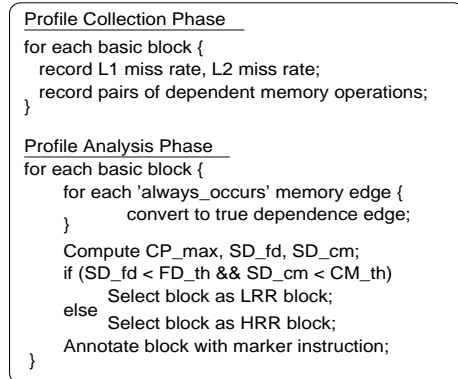 Profile Collection Phase
for each basic block {
record L1 miss rate, L2 miss rate;
record pairs of dependent memory operations;
}
Profile Analysis Phase
for each basic block {
for each 'always_occurs' memory edge {
convert to true dependence edge;
}
Compute CP_max, SD_fd, SD_cm;
if (SD_fd < FD_th && SD_cm < CM_th)
Select block as LRR block;
else
Select block as HRR block;
Annotate block with marker instruction;
}